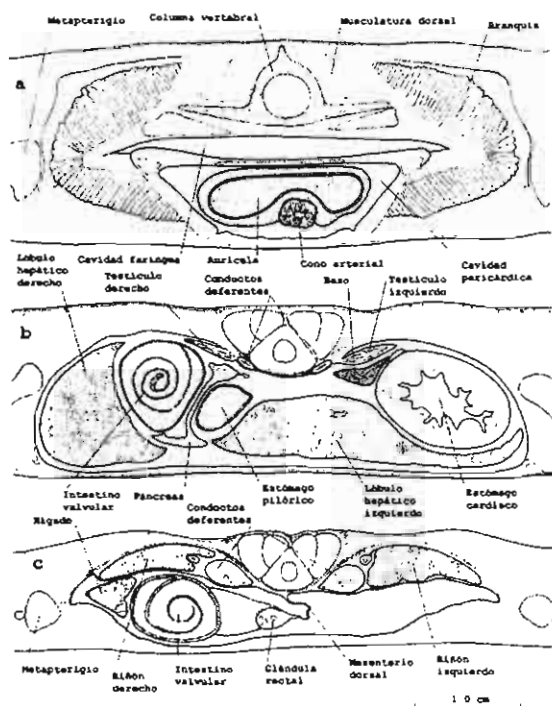 Metapterigio
Columna vertebral
Musculatura dorsal
Branquia
a
Lóbulo
hepático
derecho
Cavidad faríngea
Testículo
derecho
Aurícula
Conductos
deferentes
Cono arterial
Bazo
Testículo
izquierdo
Cavidad
pericárdica
b
Intestino
valvular
Páncreas
Estómago
pilórico
Lóbulo
hepático
izquierdo
Estómago
cardiaco
Hígado
Conductos
deferentes
c
Metapterigio
Riñón
derecho
Intestino
valvular
Glándula
rectal
Mesenterio
dorsal
Riñón
izquierdo
10 cm